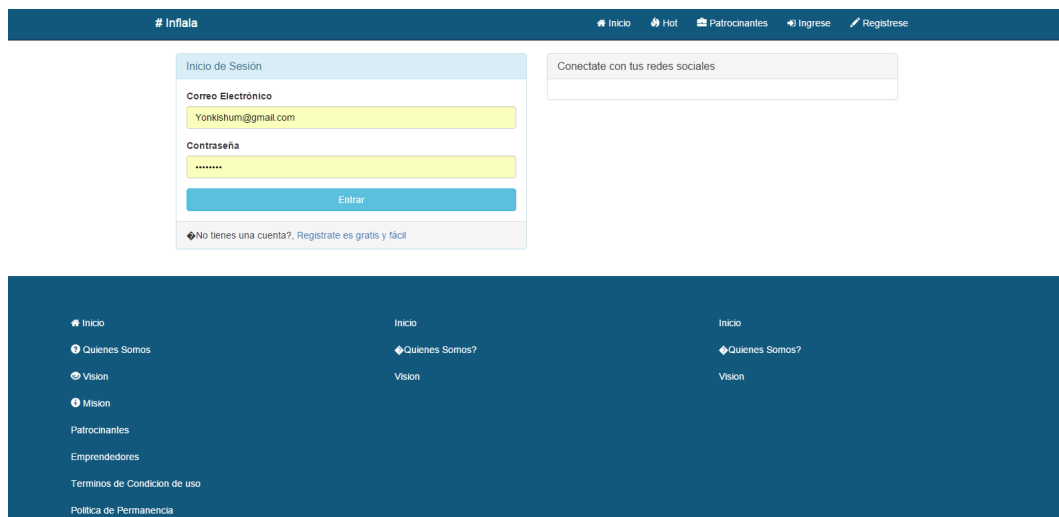 # Inflala
Inicio Hot Patrocinantes Ingrese Registrese
Inicio de Sesión
Correo Electrónico
Yonkishum@gmail.com
Contraseña
••••••••
Entrar
�No tienes una cuenta?, Registrate es gratis y fácil
Conectate con tus redes sociales
Inicio
Quienes Somos
Vision
Mision
Patrocinantes
Emprendedores
Terminos de Condicion de uso
Politica de Permanencia
Inicio
�Quienes Somos?
Vision
Inicio
�Quienes Somos?
Vision